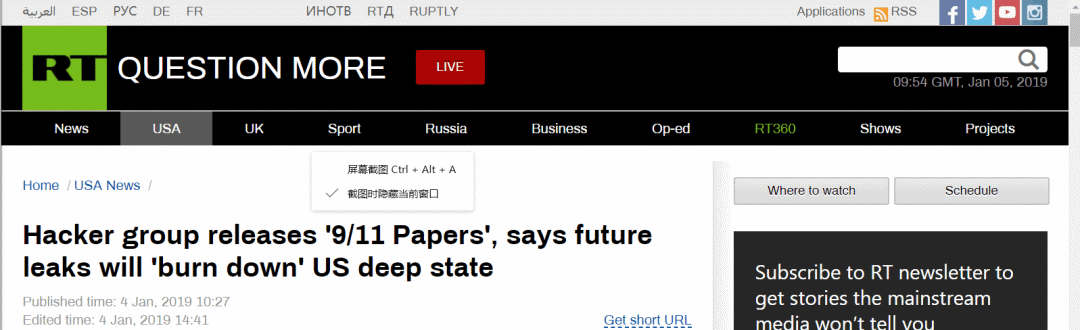 العربية ESP РУС DE FR ИНОТВ RTД RUPTLY Applications RSS
RT QUESTION MORE LIVE
09:54 GMT, Jan 05, 2019
News USA UK Sport Russia Business Op-ed RT360 Shows Projects
屏幕截图 Ctrl + Alt + A
截图时隐藏当前窗口
Home / USA News /
Where to watch Schedule
Hacker group releases '9/11 Papers', says future
leaks will 'burn down' US deep state
Published time: 4 Jan, 2019 10:27
Edited time: 4 Jan, 2019 14:41
Get short URL
Subscribe to RT newsletter to
get stories the mainstream
media won't tell you